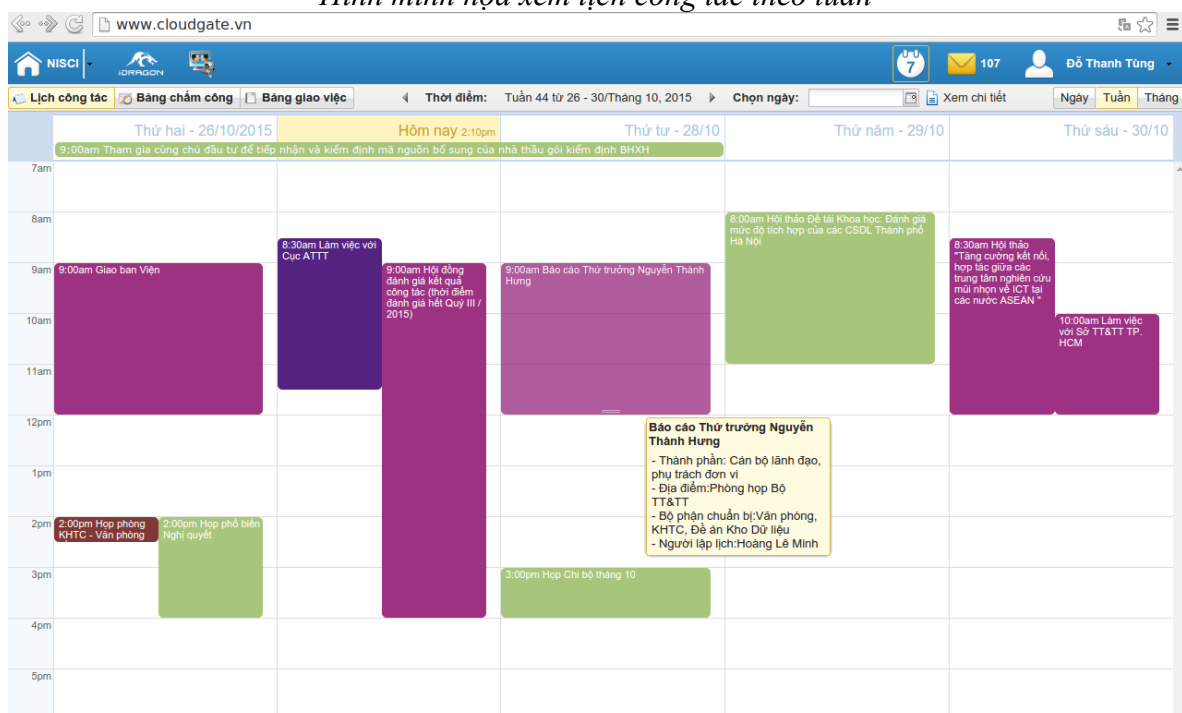 Hình minh họa xem lịch công tác theo tuần
www.cloudgate.vn
NISCI
iDRAGON
7
107
Đỗ Thanh Tùng
Lịch công tác
Bảng chấm công
Bảng giao việc
Thời điểm:
Tuần 44 từ 26 - 30/Tháng 10, 2015
Chọn ngày:
Xem chi tiết
Ngày
Tuần
Tháng
Thứ hai - 26/10/2015
Hôm nay 2:10pm
Thứ tư - 28/10
Thứ năm - 29/10
Thứ sáu - 30/10
9:00am Tham gia cùng chủ đầu tư để tiếp nhận và kiểm định mã nguồn bổ sung của nhà thầu gói kiểm định BHXH
7am
8am
8:00am Hội thảo Đề tài Khoa học: Đánh giá
mức độ tích hợp của các CSDL Thành phố
Hà Nội
8:30am Làm việc với
Cục ATTT
8:30am Hội thảo
"Tăng cường kết nối,
hợp tác giữa các
trung tâm nghiên cứu
mũi nhọn về ICT tại
các nước ASEAN "
9am
9:00am Giao ban Viện
9:00am Hội đồng
đánh giá kết quả
công tác (thời điểm
đánh giá hết Quý III /
2015)
9:00am Báo cáo Thứ trưởng Nguyễn Thành
Hưng
10am
10:00am Làm việc
với Sở TT&TT TP.
HCM
11am
12pm
Báo cáo Thứ trưởng Nguyễn
Thành Hưng
- Thành phần: Cán bộ lãnh đạo,
phụ trách đơn vi
- Địa điểm:Phòng họp Bộ
TT&TT
- Bộ phận chuẩn bị:Văn phòng,
KHTC, Đề án Kho Dữ liệu
- Người lập lịch:Hoàng Lê Minh
1pm
2pm
2:00pm Họp phòng
KHTC - Văn phòng
2:00pm Họp phổ biến
Nghị quyết
3pm
3:00pm Họp Chi bộ tháng 10
4pm
5pm